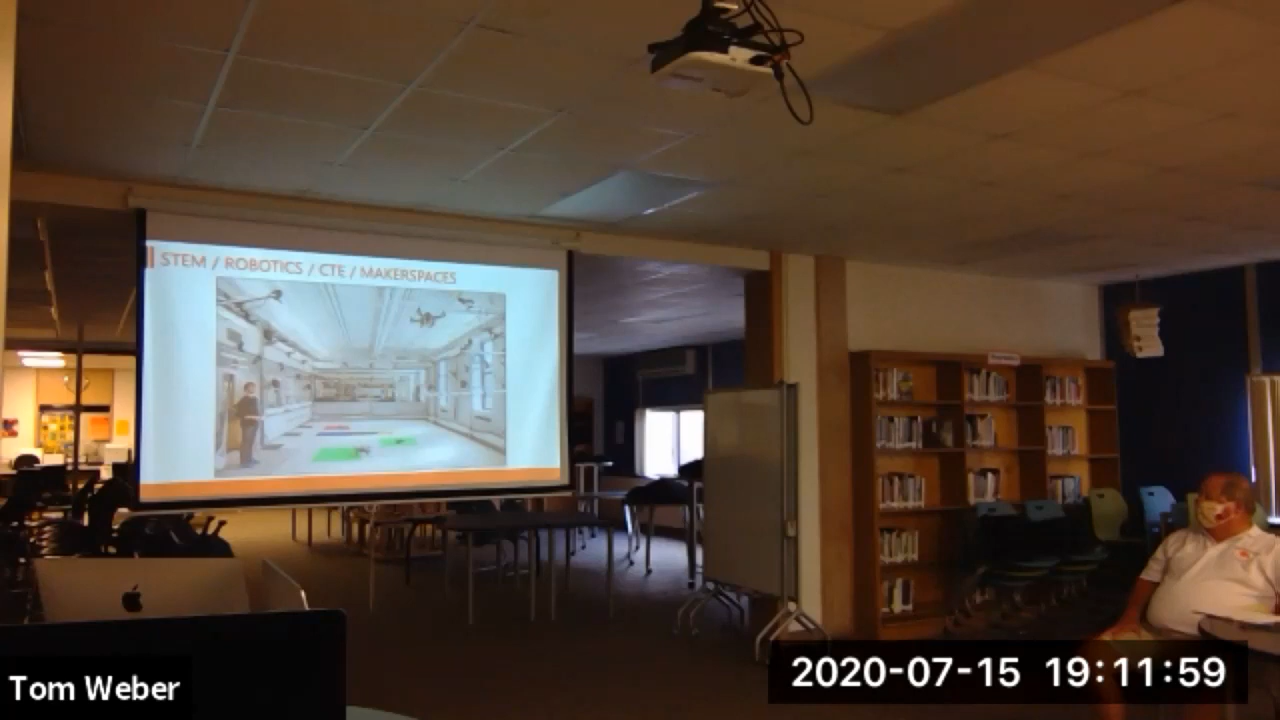 STEM / ROBOTICS / CTE / MAKERSPACES
Tom Weber
2020-07-15 19:11:59